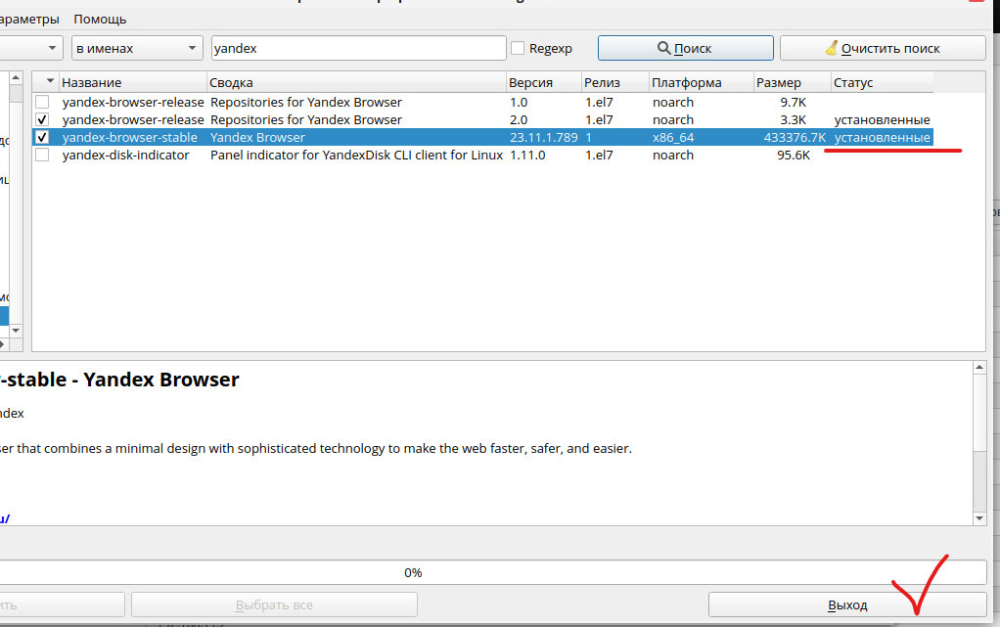 араметры Помощь
в именах yandex Regexp Поиск Очистить поиск
Название Сводка Версия Релиз Платформа Размер Статус
yandex-browser-release Repositories for Yandex Browser 1.0 1.el7 noarch 9.7K
yandex-browser-release Repositories for Yandex Browser 2.0 1.el7 noarch 3.3K установленные
yandex-browser-stable Yandex Browser 23.11.1.789 1 x86_64 433376.7K установленные
yandex-disk-indicator Panel indicator for YandexDisk CLI client for Linux 1.11.0 1.el7 noarch 95.6K
-stable - Yandex Browser
ndex
ser that combines a minimal design with sophisticated technology to make the web faster, safer, and easier.
u/
0%
ить Выбрать все Выход